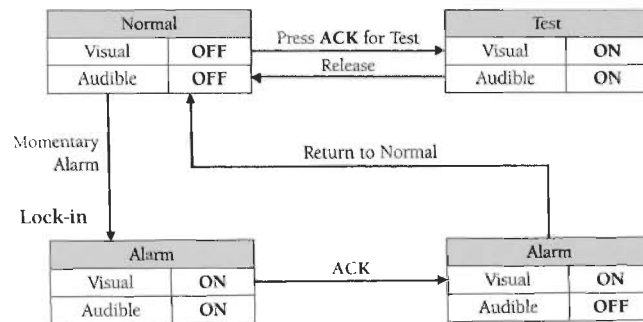 Normal
Visual OFF
Audible OFF
Press ACK for Test
Release
Test
Visual ON
Audible ON
Momentary
Alarm
Return to Normal
Lock-in
Alarm
Visual ON
Audible ON
ACK
Alarm
Visual ON
Audible OFF